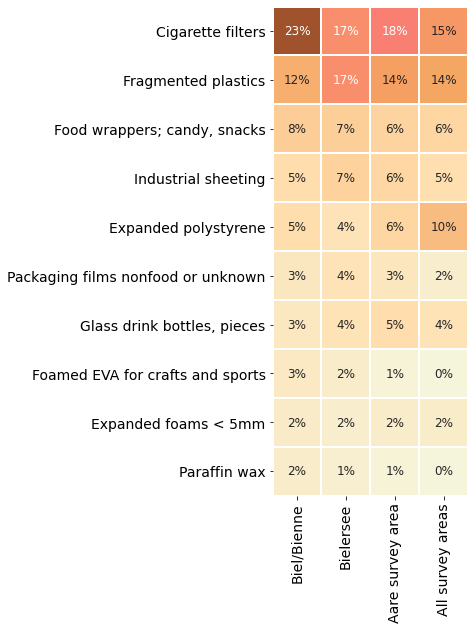 Cigarette filters 23% 17% 18% 15%
Fragmented plastics 12% 17% 14% 14%
Food wrappers; candy, snacks 8% 7% 6% 6%
Industrial sheeting 5% 7% 6% 5%
Expanded polystyrene 5% 4% 6% 10%
Packaging films nonfood or unknown 3% 4% 3% 2%
Glass drink bottles, pieces 3% 4% 5% 4%
Foamed EVA for crafts and sports 3% 2% 1% 0%
Expanded foams < 5mm 2% 2% 2% 2%
Paraffin wax 2% 1% 1% 0%
Biel/Bienne
Bielersee
Aare survey area
All survey areas